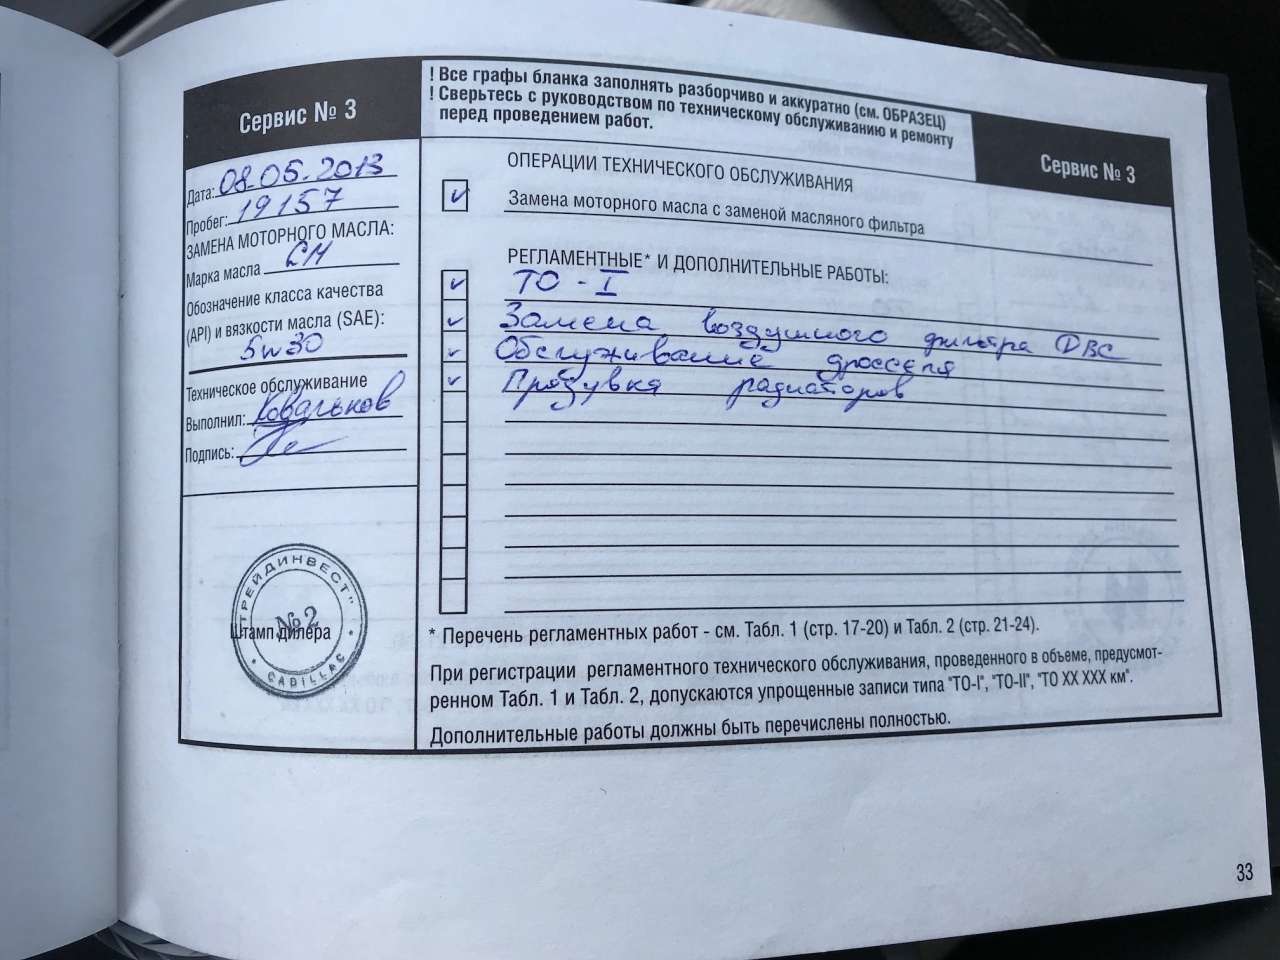 Сервис № 3
Дата: 08.05.2013
Пробег: 19157
ЗАМЕНА МОТОРНОГО МАСЛА:
Марка масла GM
Обозначение класса качества
(API) и вязкости масла (SAE):
5w30
Техническое обслуживание
Выполнил: Ковальков
Подпись:
ТРЕЙДИНВЕСТ"
№2
Штамп дилера
CADILLAC
! Все графы бланка заполнять разборчиво и аккуратно (см. ОБРАЗЕЦ)
! Сверьтесь с руководством по техническому обслуживанию и ремонту
перед проведением работ.
Сервис № 3
ОПЕРАЦИИ ТЕХНИЧЕСКОГО ОБСЛУЖИВАНИЯ
Замена моторного масла с заменой масляного фильтра
РЕГЛАМЕНТНЫЕ* И ДОПОЛНИТЕЛЬНЫЕ РАБОТЫ:
ТО - I
Замена воздушного фильтра ДВС
Обслуживание дросселя
Продувка радиаторов
* Перечень регламентных работ - см. Табл. 1 (стр. 17-20) и Табл. 2 (стр. 21-24).
При регистрации регламентного технического обслуживания, проведенного в объеме, предусмот-
ренном Табл. 1 и Табл. 2, допускаются упрощенные записи типа "ТО-I", "ТО-II", "ТО XX XXX км".
Дополнительные работы должны быть перечислены полностью.
33